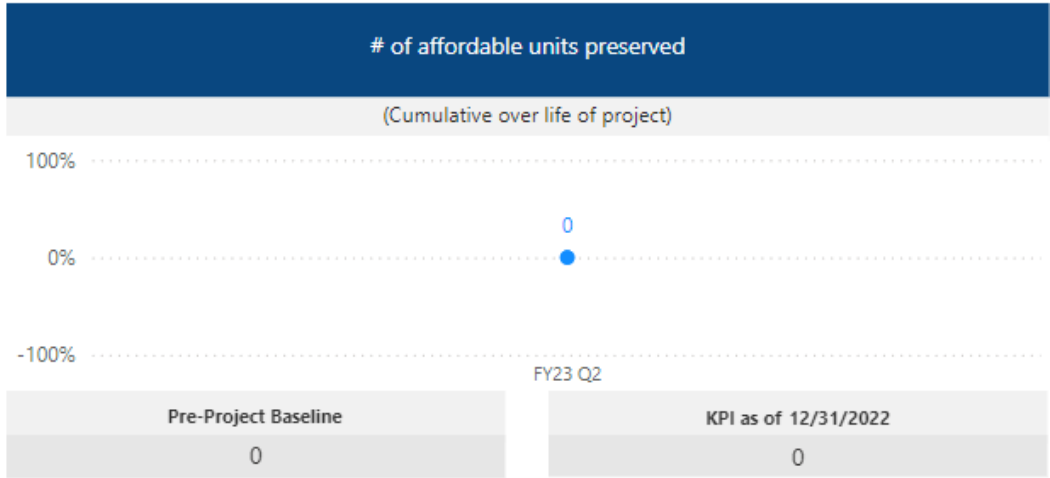 # of affordable units preserved
(Cumulative over life of project)
100%
0
0%
-100%
FY23 Q2
Pre-Project Baseline
0
KPI as of 12/31/2022
0